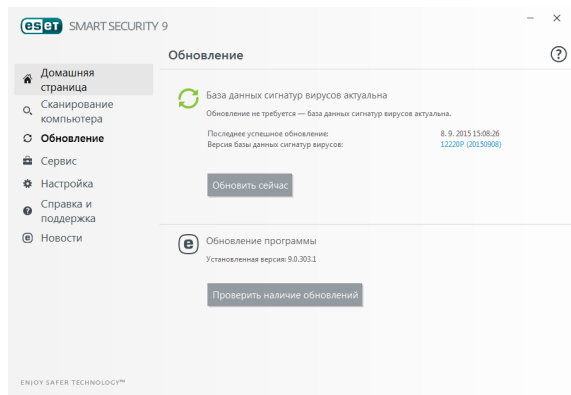 eset SMART SECURITY 9
Обновление
?
Домашняя
страница
Сканирование
компьютера
Обновление
Сервис
Настройка
Справка и
поддержка
Новости
База данных сигнатур вирусов актуальна
Обновление не требуется — база данных сигнатур вирусов актуальна.
Последнее успешное обновление: 8. 9. 2015 15:08:26
Версия базы данных сигнатур вирусов: 12220P (20150908)
Обновить сейчас
Обновление программы
Установленная версия: 9.0.303.1
Проверить наличие обновлений
ENJOY SAFER TECHNOLOGY™